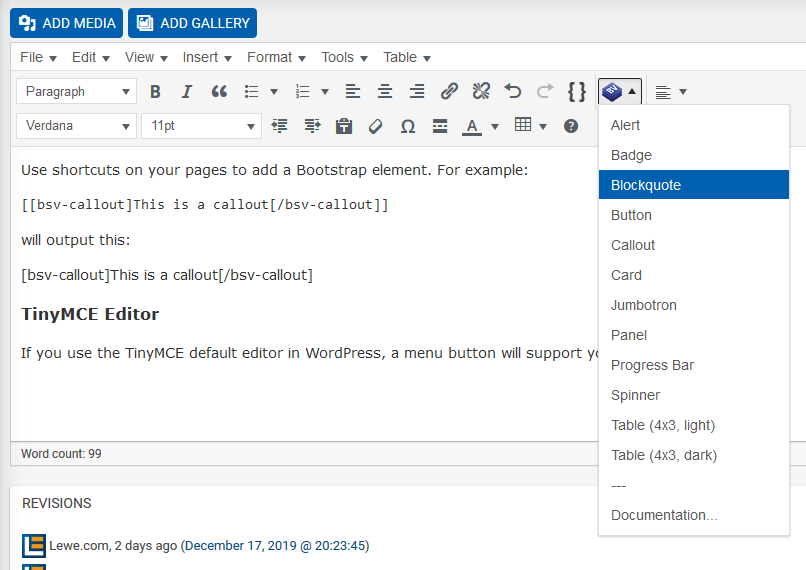 ADD MEDIA ADD GALLERY
File Edit View Insert Format Tools Table
Paragraph B I
Verdana 11pt Ω A
Alert
Badge
Blockquote
Button
Callout
Card
Jumbotron
Panel
Progress Bar
Spinner
Table (4x3, light)
Table (4x3, dark)
---
Documentation...
Use shortcuts on your pages to add a Bootstrap element. For example:
[[bsv-callout]This is a callout[/bsv-callout]]
will output this:
[bsv-callout]This is a callout[/bsv-callout]
TinyMCE Editor
If you use the TinyMCE default editor in WordPress, a menu button will support
Word count: 99
REVISIONS
Lewe.com, 2 days ago (December 17, 2019 @ 20:23:45)